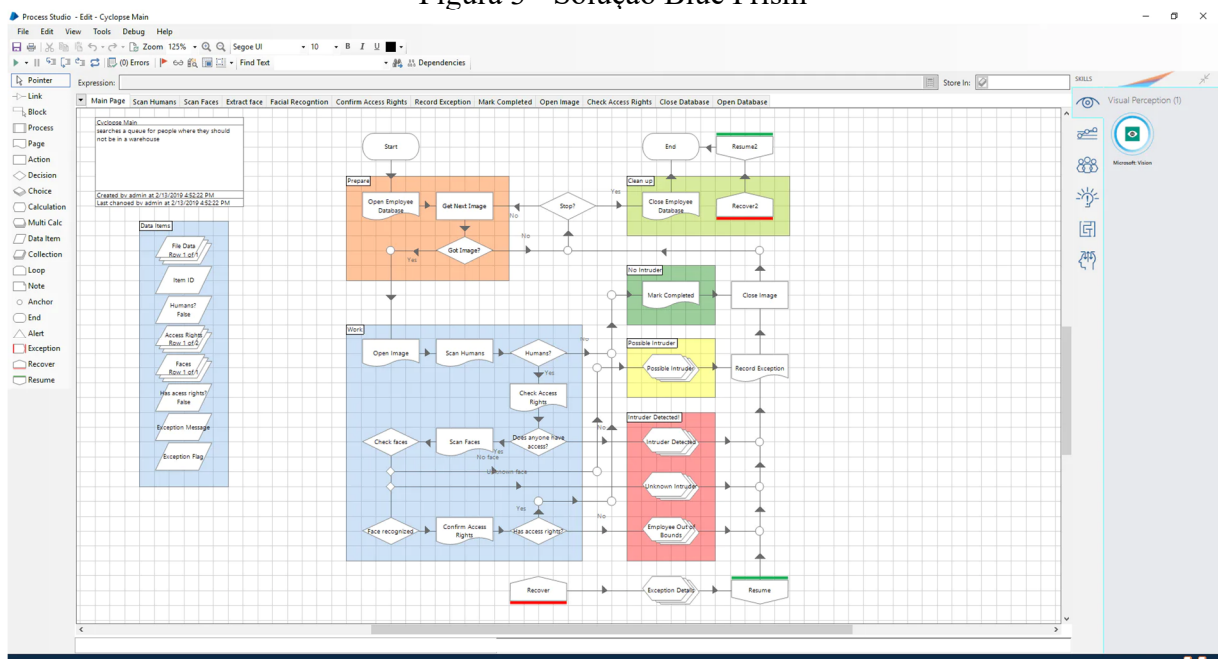 Figura 3 - Solução Blue Prism
Process Studio - Edit - Cyclopse Main
File Edit View Tools Debug Help
Zoom 125% Segoe UI 10 B I U
(0) Errors Find Text Dependencies
Pointer
Link
Block
Process
Page
Action
Decision
Choice
Calculation
Multi Calc
Data Item
Collection
Loop
Note
Anchor
End
Alert
Exception
Recover
Resume
Expression:
Store In:
Main Page Scan Humans Scan Faces Extract face Facial Recogntion Confirm Access Rights Record Exception Mark Completed Open Image Check Access Rights Close Database Open Database
Cyclopse Main
searches a queue for people where they should
not be in a warehouse
Created by admin at 2/13/2019 4:52:22 PM
Last changed by admin at 2/13/2019 4:52:22 PM
Data Items
File Data
Row 1 of 1
Item ID
Humans?
False
Access Rights
Row 1 of 2
Faces
Row 1 of 1
Has acess rights?
False
Exception Message
Exception Flag
Start
Prepare
Open Employee
Database
Get Next Image
Got Image?
Yes
No
Stop?
No
Yes
End
Resume2
Clean up
Close Employee
Database
Recover2
No Intruder
Mark Completed
Close Image
Work
Open Image
Scan Humans
Humans?
No
Yes
Possible Intruder
Possible Intruder
Record Exception
Check Access
Rights
Does anyone have
access?
No
Yes
Scan Faces
Check faces
No face
Unknown face
Intruder Detected!
Intruder Detected
Unknown Intruder
Face recognized
Confirm Access
Rights
Has access rights?
Yes
No
Employee Out of
Bounds
Recover
Exception Details
Resume
SKILLS
Visual Perception (1)
Microsoft Vision